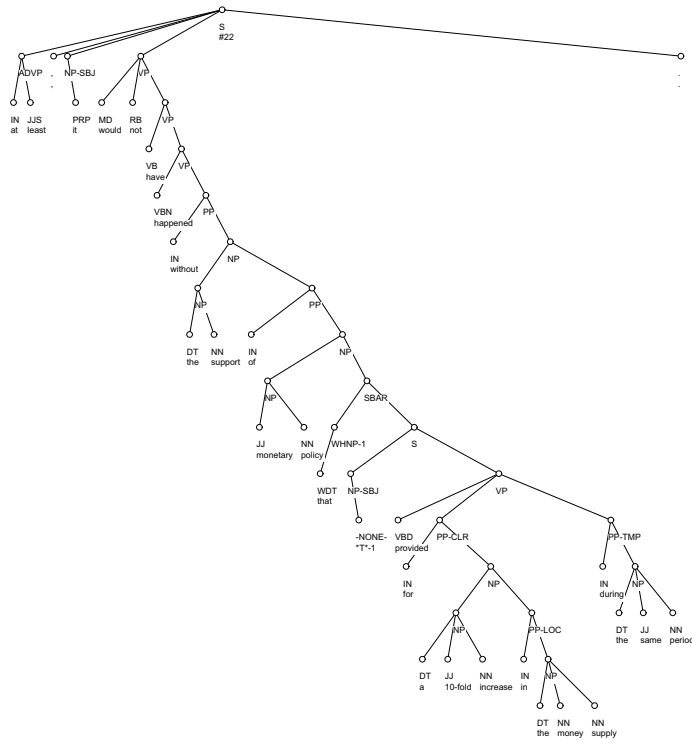 S
#22
ADVP , NP-SBJ VP .
, .
IN JJS PRP MD RB VP
at least it would not
VB VP
have
VBN PP
happened
IN NP
without
NP PP
DT NN IN NP
the support of
NP SBAR
JJ NN WHNP-1 S
monetary policy
WDT NP-SBJ VP
that
-NONE- VBD PP-CLR PP-TMP
*T*-1 provided
IN NP IN NP
for during
NP PP-LOC DT JJ NN
the same period
DT JJ NN IN NP
a 10-fold increase in
DT NN NN
the money supply